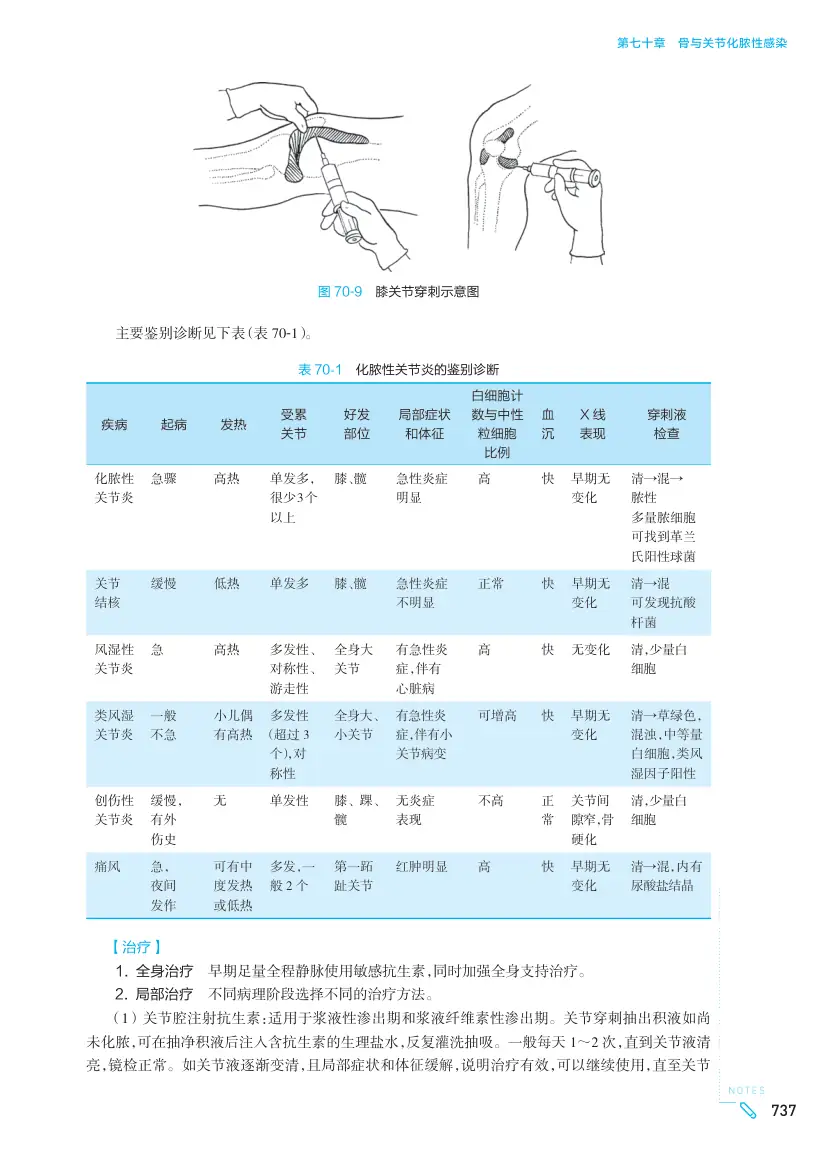 第七十章 骨与关节化脓性感染
图 70-9 膝关节穿刺示意图
主要鉴别诊断见下表(表 70-1)。
表 70-1 化脓性关节炎的鉴别诊断
疾病 起病 发热 受累关节 好发部位 局部症状和体征 白细胞计数与中性粒细胞比例 血沉 X 线表现 穿刺液检查
化脓性关节炎 急骤 高热 单发多,很少3个以上 膝、髋 急性炎症明显 高 快 早期无变化 清→混→脓性 多量脓细胞可找到革兰氏阳性球菌
关节结核 缓慢 低热 单发多 膝、髋 急性炎症不明显 正常 快 早期无变化 清→混 可发现抗酸杆菌
风湿性关节炎 急 高热 多发性、对称性、游走性 全身大关节 有急性炎症,伴有心脏病 高 快 无变化 清,少量白细胞
类风湿关节炎 一般不急 小儿偶有高热 多发性(超过 3 个),对称性 全身大、小关节 有急性炎症,伴有小关节病变 可增高 快 早期无变化 清→草绿色,混浊,中等量白细胞,类风湿因子阳性
创伤性关节炎 缓慢,有外伤史 无 单发性 膝、踝、髋 无炎症表现 不高 正常 关节间隙窄,骨硬化 清,少量白细胞
痛风 急,夜间发作 可有中度发热或低热 多发,一般 2 个 第一跖趾关节 红肿明显 高 快 早期无变化 清→混,内有尿酸盐结晶
【治疗】
1. 全身治疗 早期足量全程静脉使用敏感抗生素,同时加强全身支持治疗。
2. 局部治疗 不同病理阶段选择不同的治疗方法。
(1)关节腔注射抗生素:适用于浆液性渗出期和浆液纤维素性渗出期。关节穿刺抽出积液如尚
未化脓,可在抽净积液后注入含抗生素的生理盐水,反复灌洗抽吸。一般每天 1～2 次,直到关节液清
亮,镜检正常。如关节液逐渐变清,且局部症状和体征缓解,说明治疗有效,可以继续使用,直至关节
NOTES
737